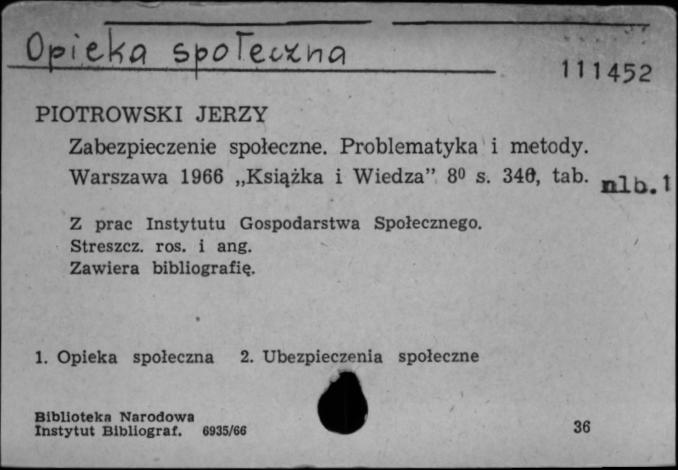 Opieka społeczna
111452
PIOTROWSKI JERZY
Zabezpieczenie społeczne. Problematyka i metody.
Warszawa 1966 „Książka i Wiedza” 8⁰ s. 340, tab. nlb. 1
Z prac Instytutu Gospodarstwa Społecznego.
Streszcz. ros. i ang.
Zawiera bibliografię.
1. Opieka społeczna 2. Ubezpieczenia społeczne
Biblioteka Narodowa
Instytut Bibliograf. 6935/66
36